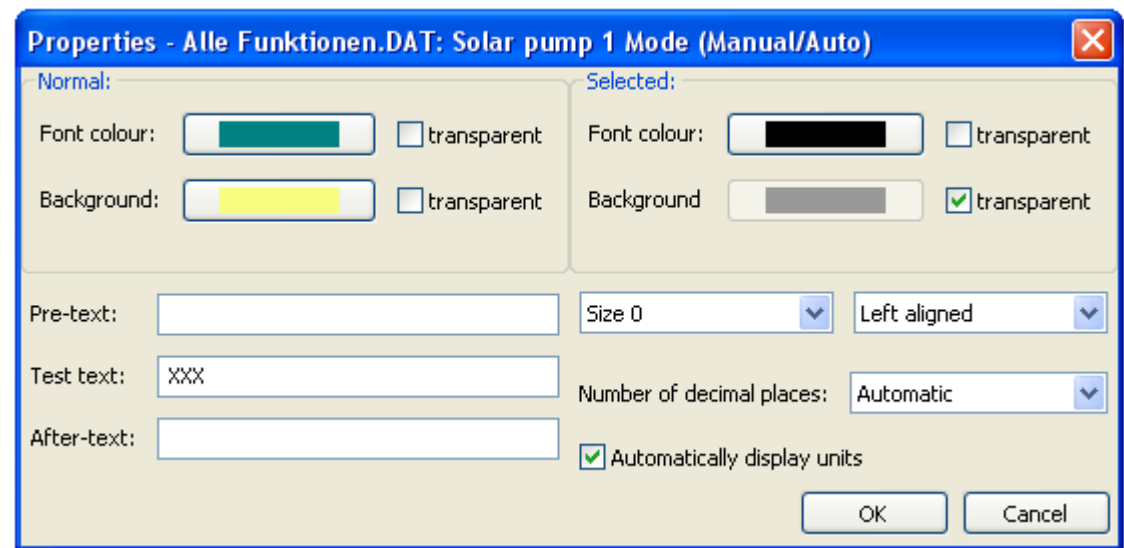 Properties - Alle Funktionen.DAT: Solar pump 1 Mode (Manual/Auto)
Normal:
Font colour:
transparent
Background:
transparent
Selected:
Font colour:
transparent
Background
transparent
Pre-text:
Size 0
Left aligned
Test text:
XXX
Number of decimal places:
Automatic
After-text:
Automatically display units
OK
Cancel